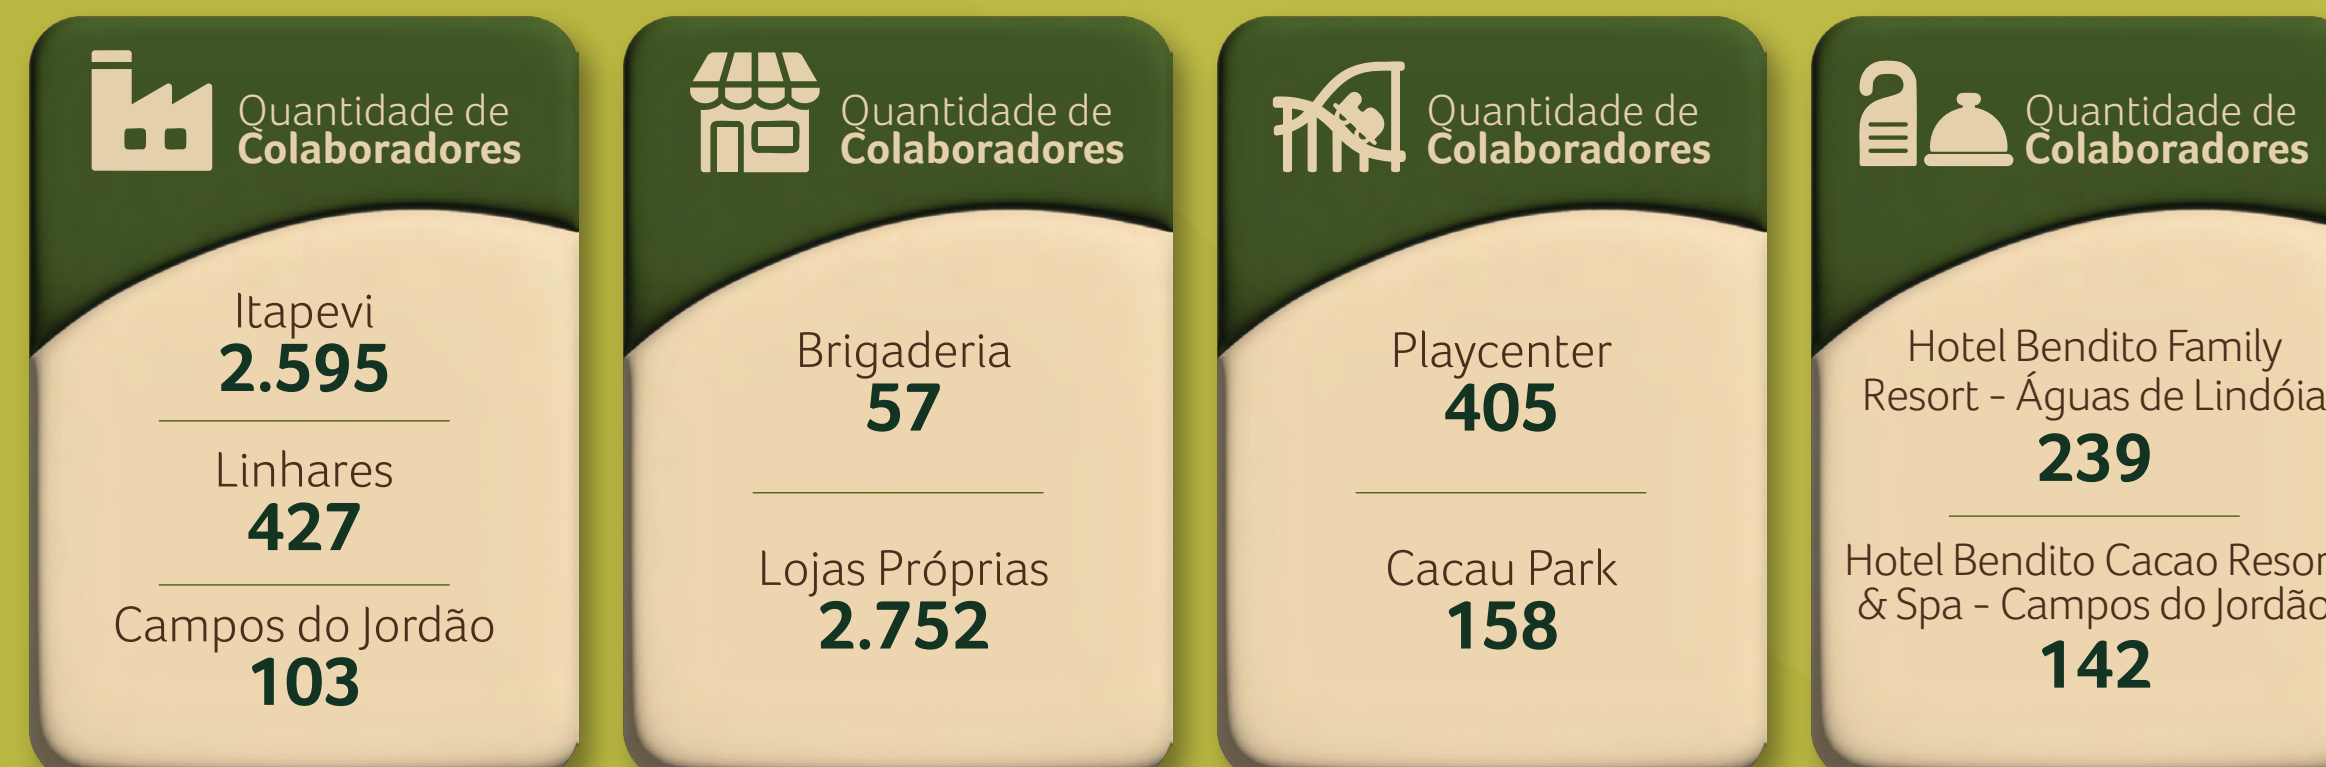 Quantidade de
Colaboradores
Itapevi
2.595
Linhares
427
Campos do Jordão
103
Quantidade de
Colaboradores
Brigaderia
57
Lojas Próprias
2.752
Quantidade de
Colaboradores
Playcenter
405
Cacau Park
158
Quantidade de
Colaboradores
Hotel Bendito Family
Resort - Águas de Lindóia
239
Hotel Bendito Cacao Resor
& Spa - Campos do Jordão
142